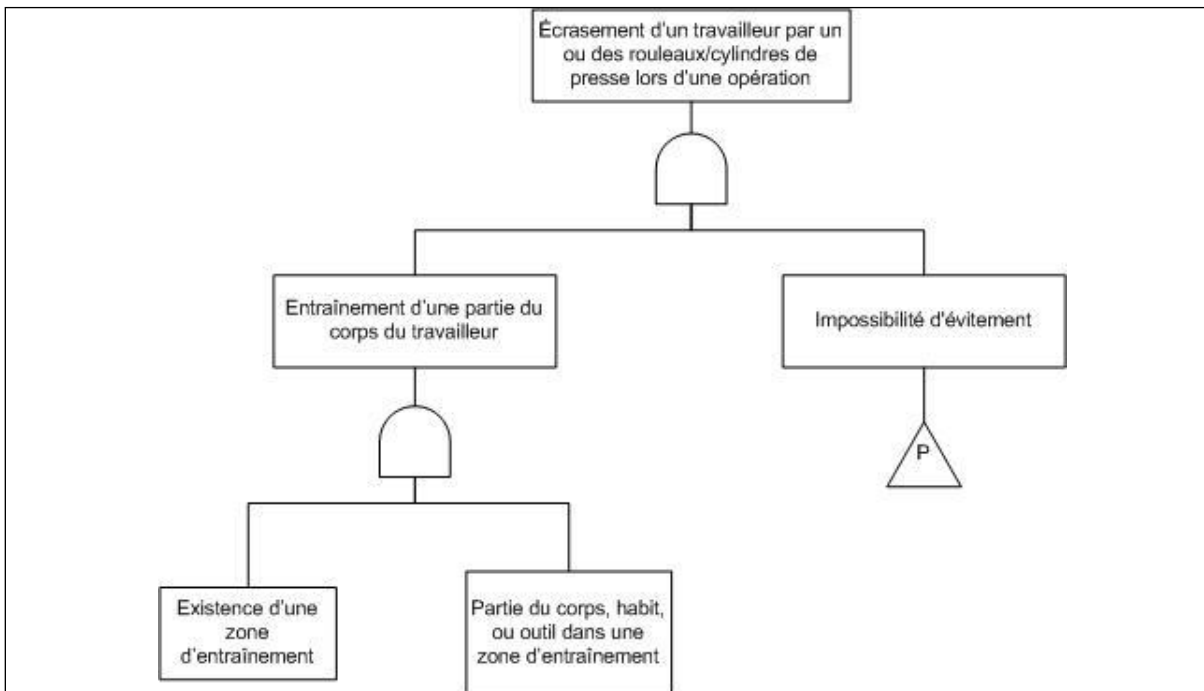 Écrasement d'un travailleur par un
ou des rouleaux/cylindres de
presse lors d'une opération
Entraînement d'une partie du
corps du travailleur
Impossibilité d'évitement
P
Existence d'une
zone
d'entraînement
Partie du corps, habit,
ou outil dans une
zone d'entraînement